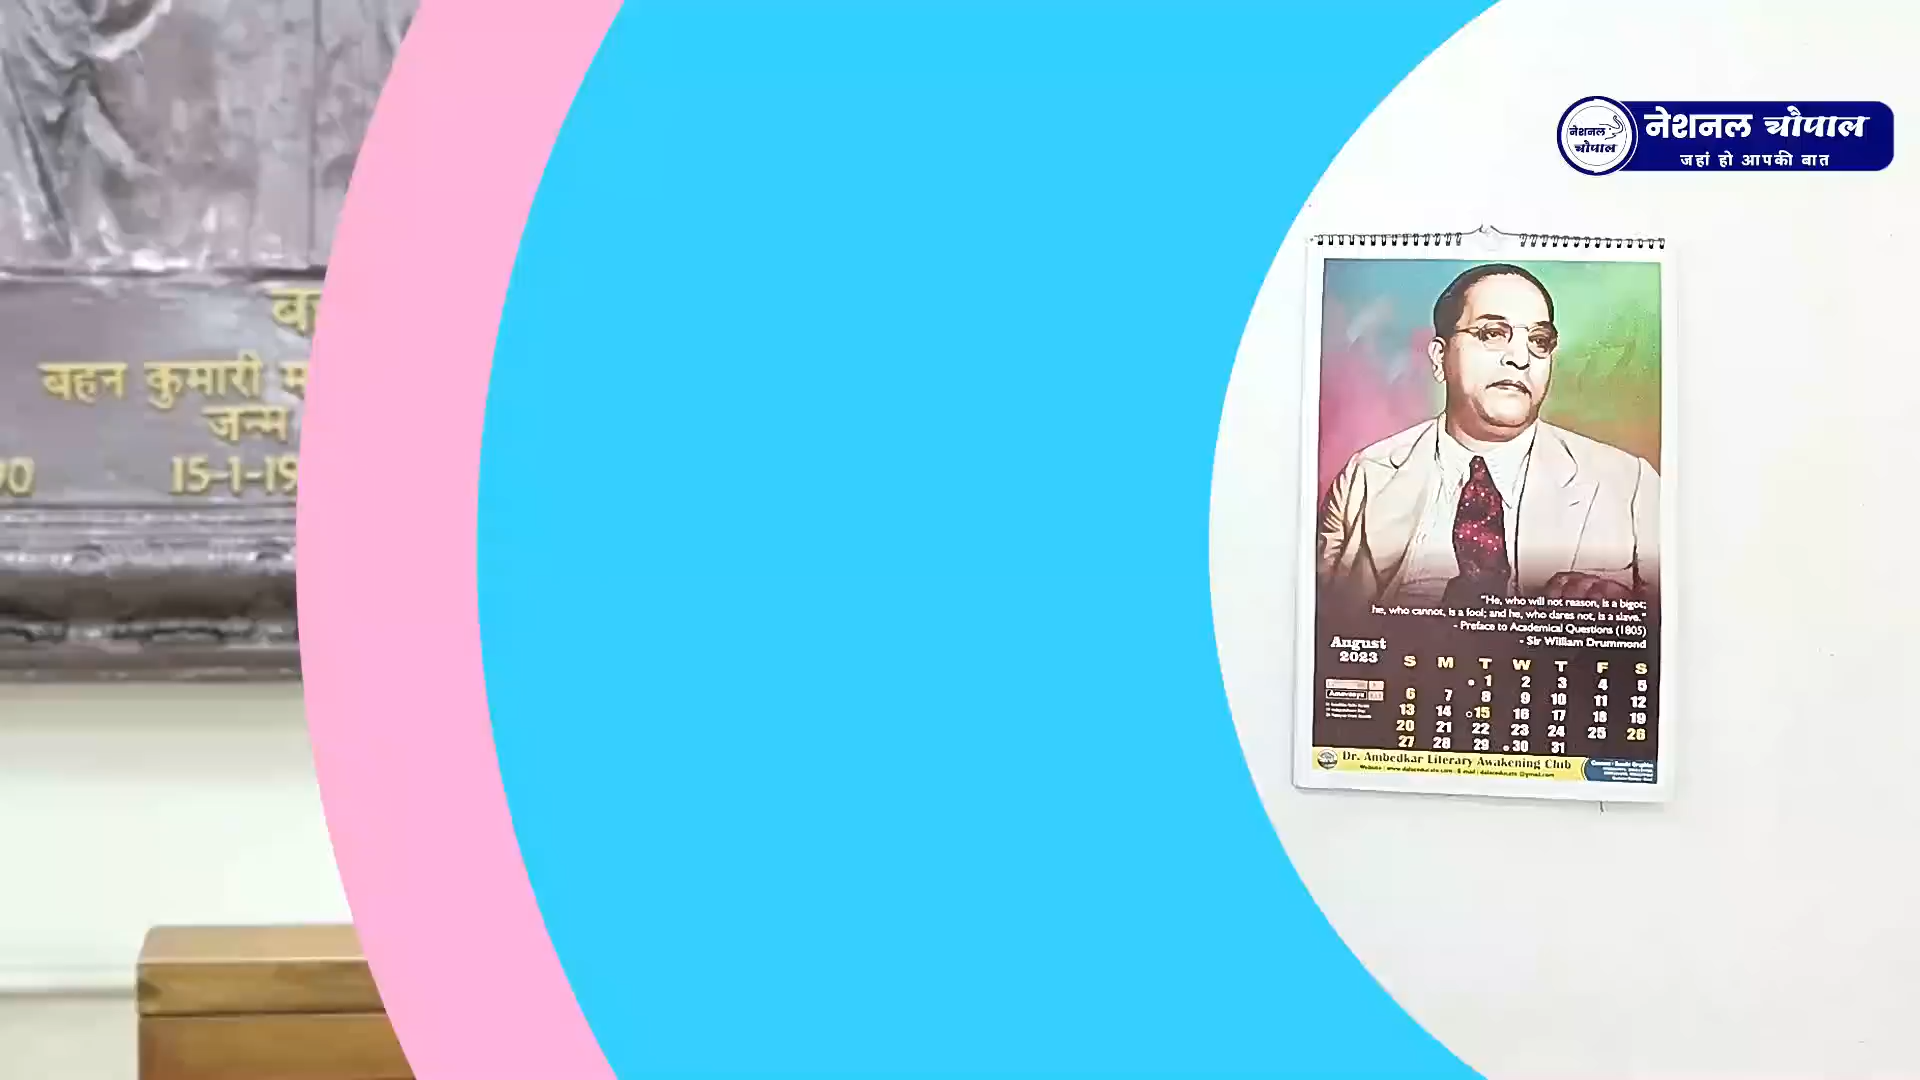 ब
बहन कुमारी म
जन्म
90 15-1-19
नेशनल
चौपाल
नेशनल चौपाल
जहां हो आपकी बात
"He, who will not reason, is a bigot;
he, who cannot, is a fool; and he, who dares not, is a slave."
- Preface to Academical Questions (1805)
- Sir William Drummond
August
2023
S M T W T F S
1 2 3 4 5
6 7 8 9 10 11 12
13 14 15 16 17 18 19
20 21 22 23 24 25 26
27 28 29 30 31
Amavasya
Dr. Ambedkar Literary Awakening Club